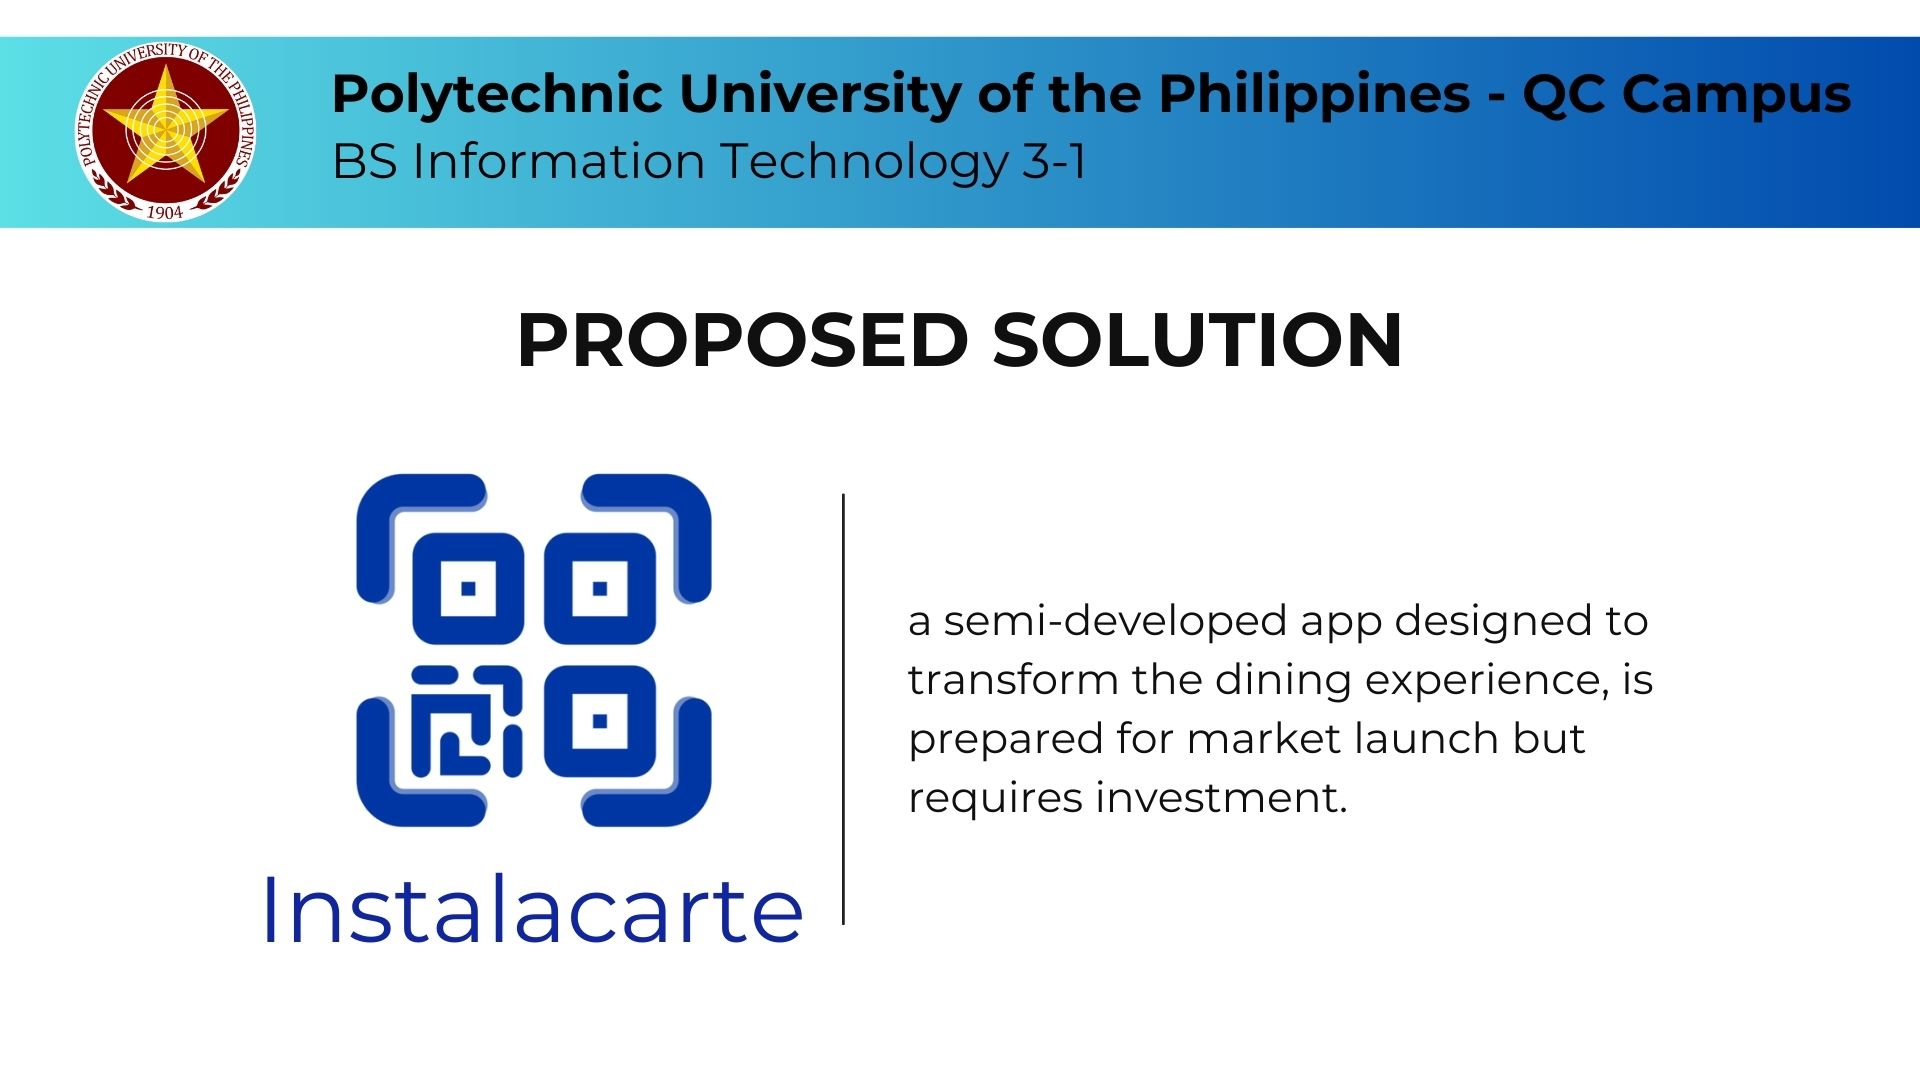 POLYTECHNIC UNIVERSITY OF THE PHILIPPINES
1904
Polytechnic University of the Philippines - QC Campus
BS Information Technology 3-1
PROPOSED SOLUTION
Instalacarte
a semi-developed app designed to
transform the dining experience, is
prepared for market launch but
requires investment.